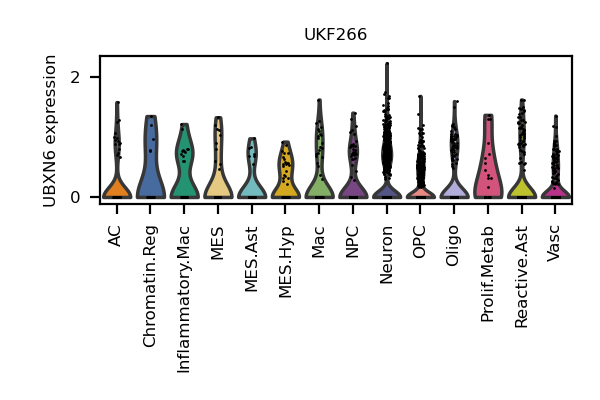 UKF266
UBXN6 expression
2
0
AC
Chromatin.Reg
Inflammatory.Mac
MES
MES.Ast
MES.Hyp
Mac
NPC
Neuron
OPC
Oligo
Prolif.Metab
Reactive.Ast
Vasc